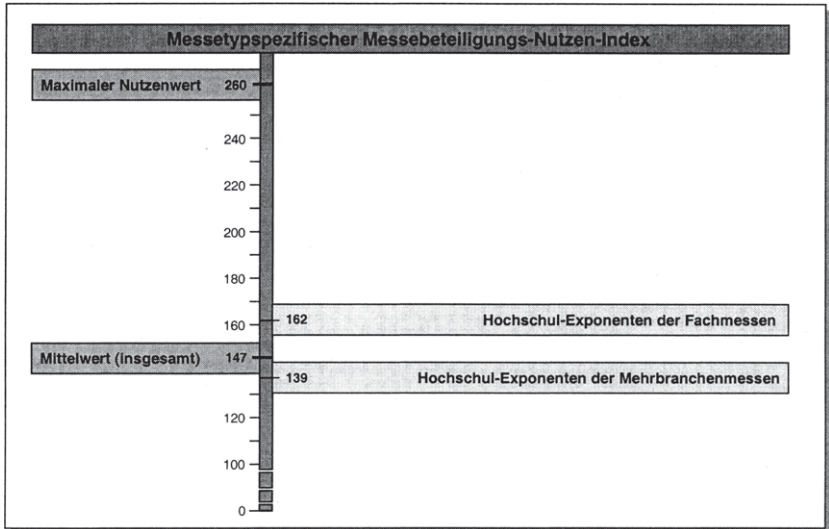 Messetypspezifischer Messebeteiligungs-Nutzen-Index
Maximaler Nutzenwert 260
240
220
200
180
162 Hochschul-Exponenten der Fachmessen
160
Mittelwert (insgesamt) 147
139 Hochschul-Exponenten der Mehrbranchenmessen
120
100
0